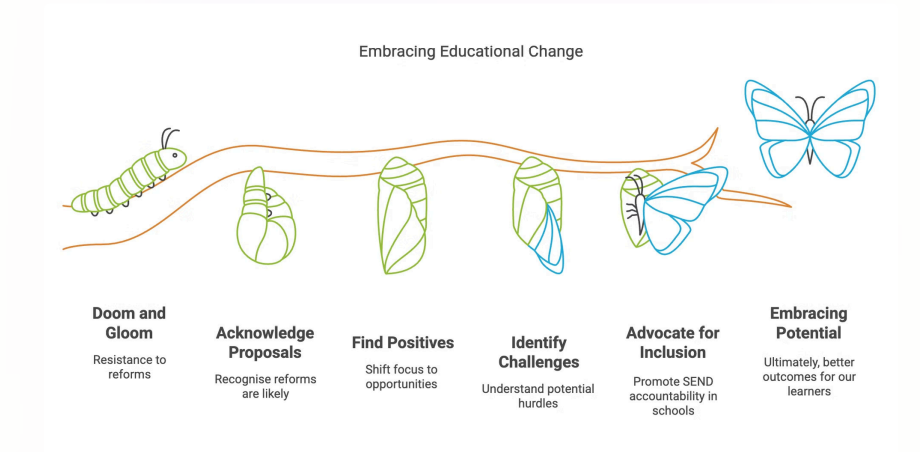 Embracing Educational Change
Doom and
Gloom
Resistance to
reforms
Acknowledge
Proposals
Recognise reforms
are likely
Find Positives
Shift focus to
opportunities
Identify
Challenges
Understand potential
hurdles
Advocate for
Inclusion
Promote SEND
accountability in
schools
Embracing
Potential
Ultimately, better
outcomes for our
learners